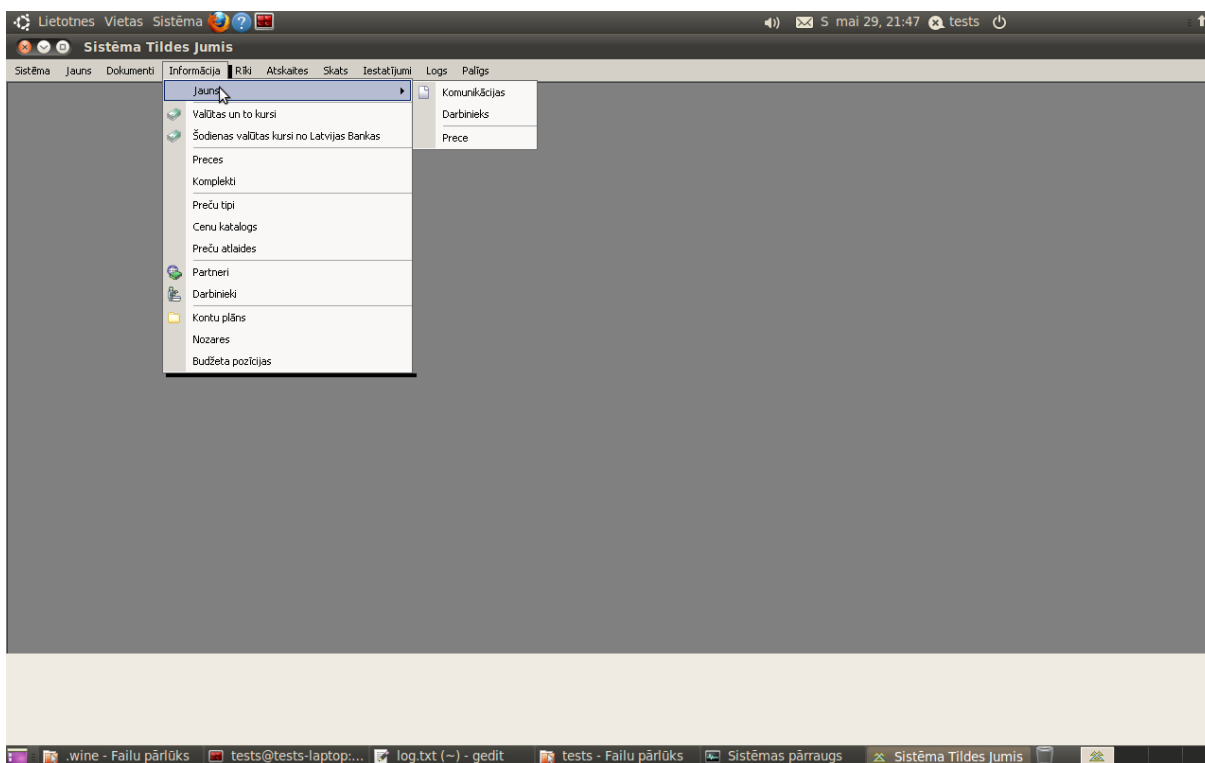 Lietotnes Vietas Sistēma S mai 29, 21:47 tests
Sistēma Tildes Jumis
Sistēma Jauns Dokumenti Informācija Rīki Atskaites Skats Iestatījumi Logs Palīgs
Jauns Komunikācijas
Darbinieks
Valūtas un to kursi
Šodienas valūtas kursi no Latvijas Bankas Prece
Preces
Komplekti
Preču tipi
Cenu katalogs
Preču atlaides
Partneri
Darbinieki
Kontu plāns
Nozares
Budžeta pozīcijas
.wine - Failu pārlūks tests@tests-laptop:... log.txt (~) - gedit tests - Failu pārlūks Sistēmas pārraugs Sistēma Tildes Jumis